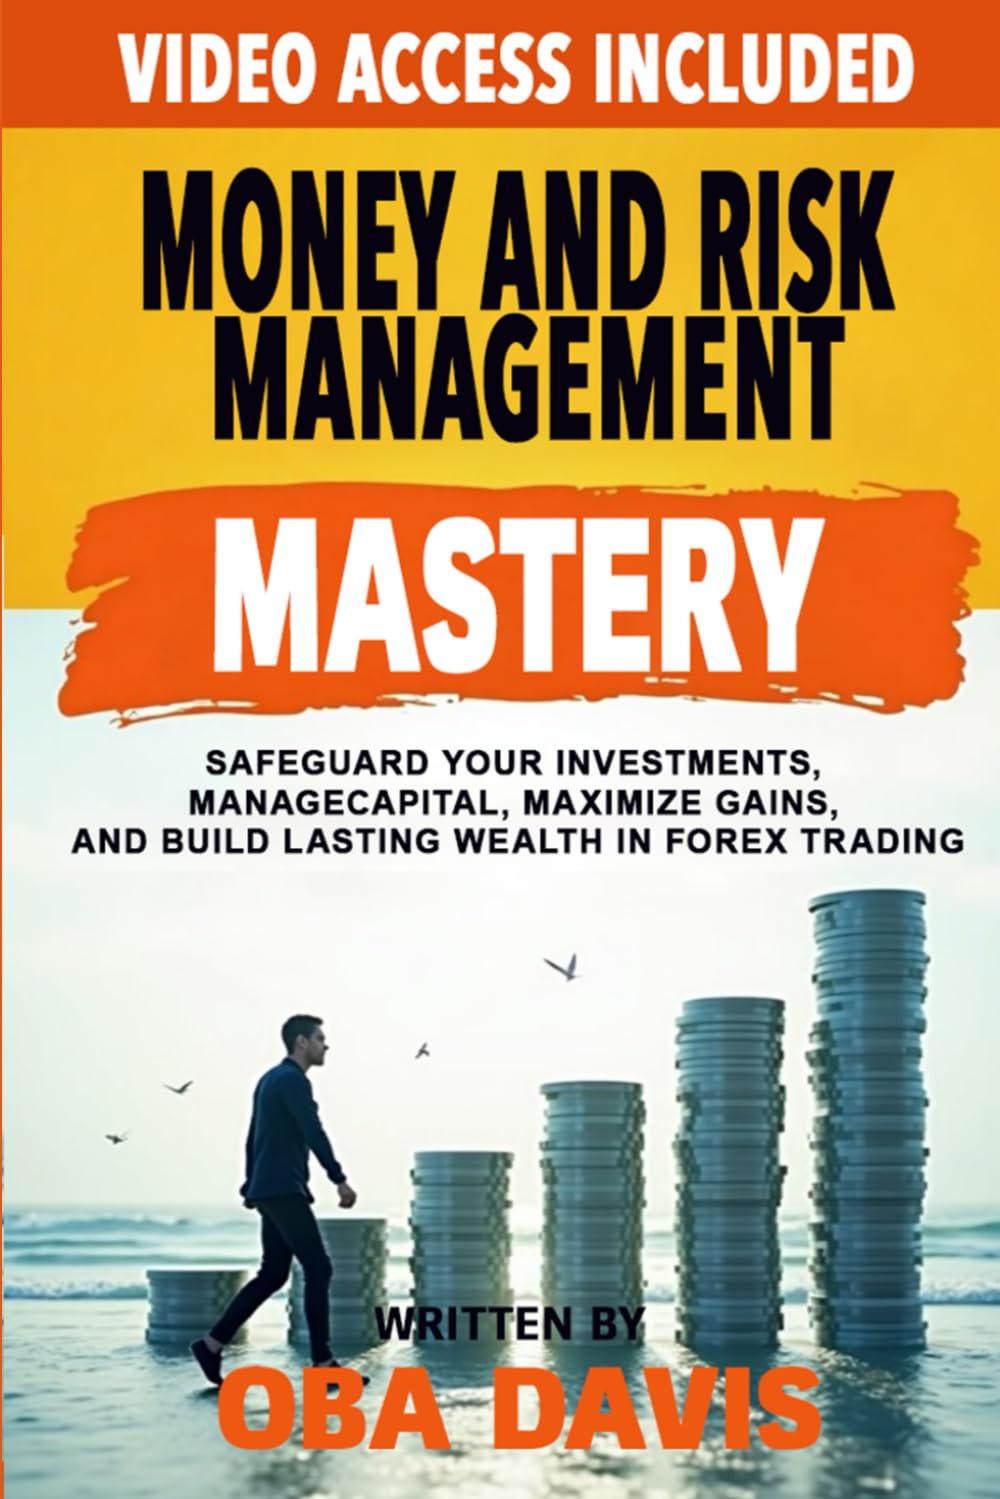 VIDEO ACCESS INCLUDED
MONEY AND RISK
MANAGEMENT
MASTERY
SAFEGUARD YOUR INVESTMENTS,
MANAGECAPITAL, MAXIMIZE GAINS,
AND BUILD LASTING WEALTH IN FOREX TRADING
WRITTEN BY
OBA DAVIS